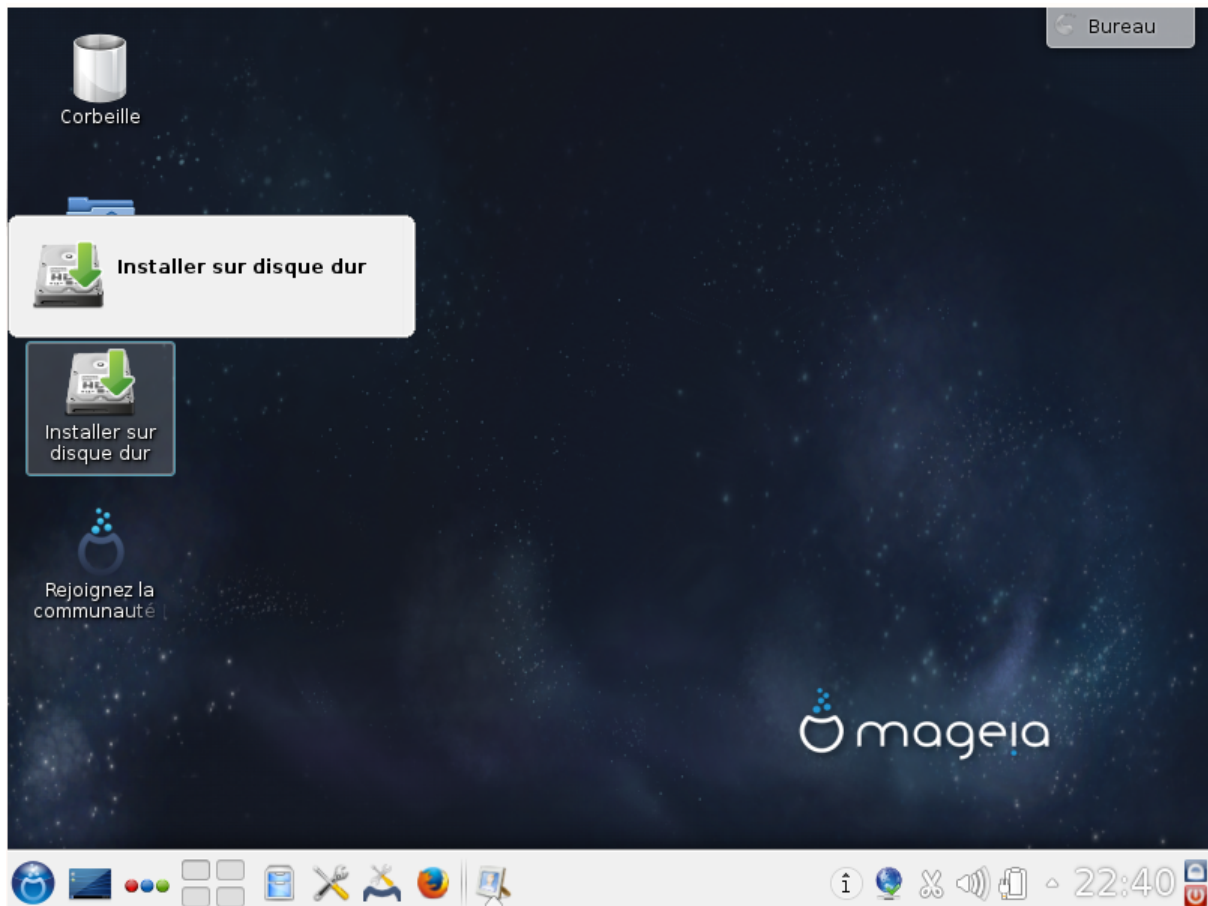 Bureau
Corbeille
Installer sur disque dur
Installer sur
disque dur
Rejoignez la
communauté
mageia
22:40